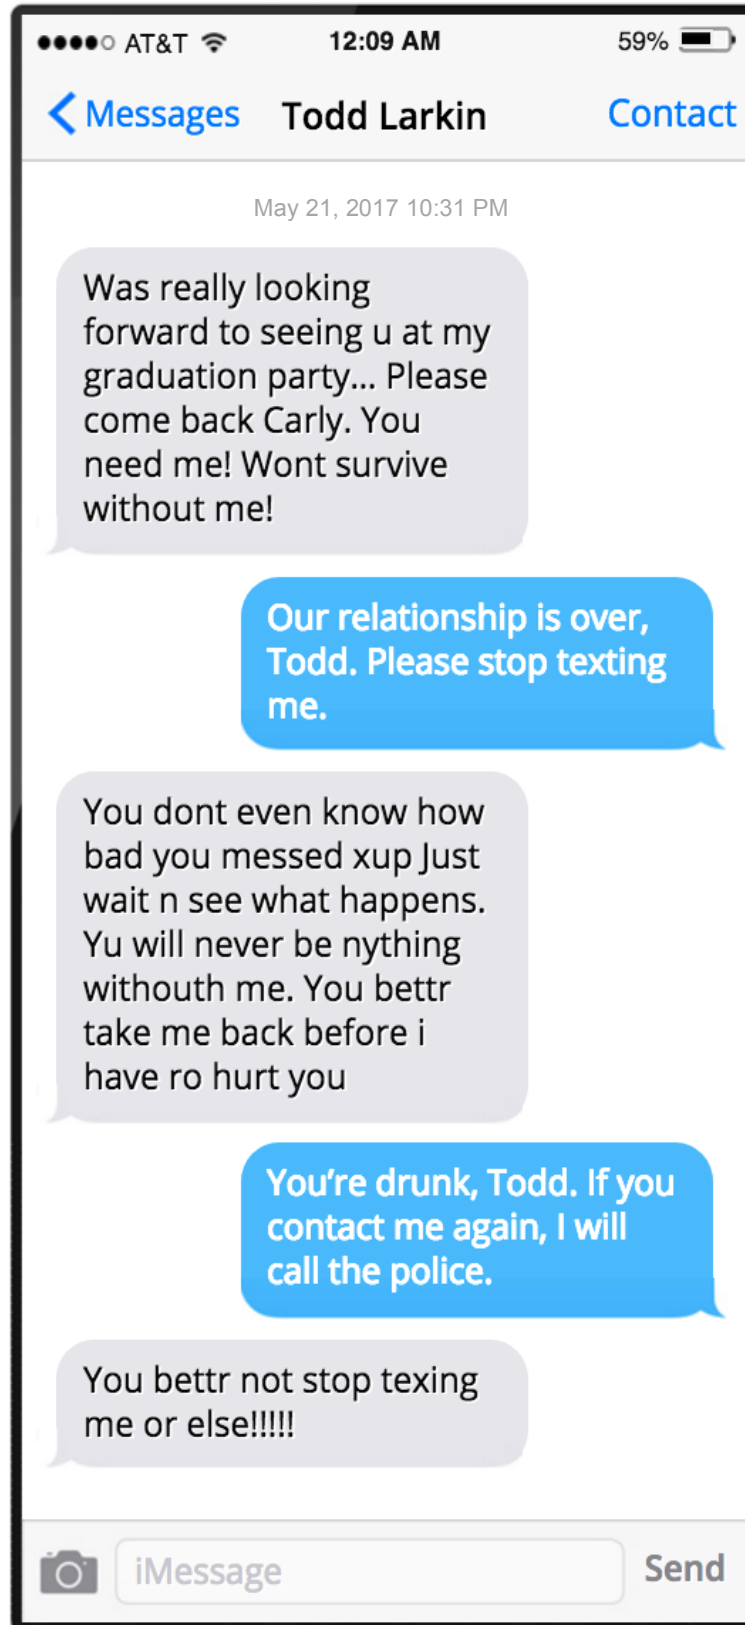 AT&T 12:09 AM 59%
Messages Todd Larkin Contact
May 21, 2017 10:31 PM
Was really looking
forward to seeing u at my
graduation party... Please
come back Carly. You
need me! Wont survive
without me!
Our relationship is over,
Todd. Please stop texting
me.
You dont even know how
bad you messed xup Just
wait n see what happens.
Yu will never be nything
withouth me. You bettr
take me back before i
have ro hurt you
You’re drunk, Todd. If you
contact me again, I will
call the police.
You bettr not stop texing
me or else!!!!!
iMessage Send